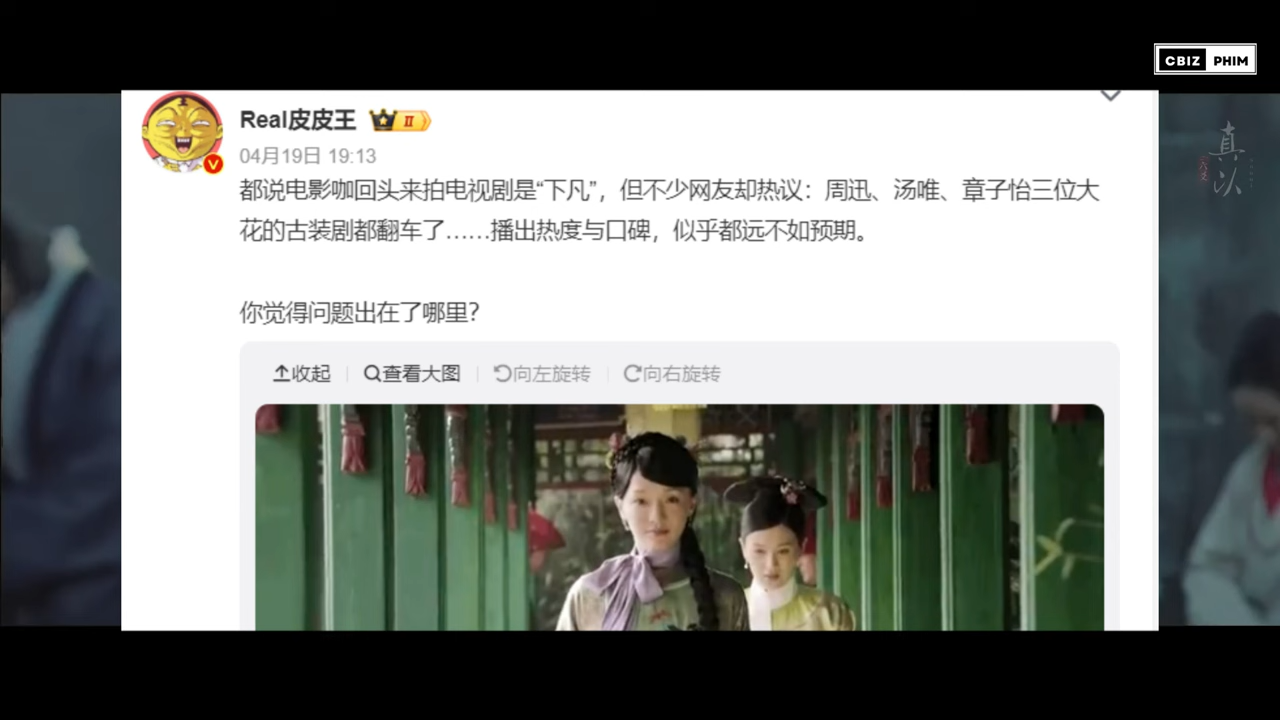 CBIZ PHIM
Real皮皮王 II
04月19日 19:13
都说电影咖回头来拍电视剧是“下凡”，但不少网友却热议：周迅、汤唯、章子怡三位大
花的古装剧都翻车了……播出热度与口碑，似乎都远不如预期。
你觉得问题出在了哪里？
收起 查看大图 向左旋转 向右旋转